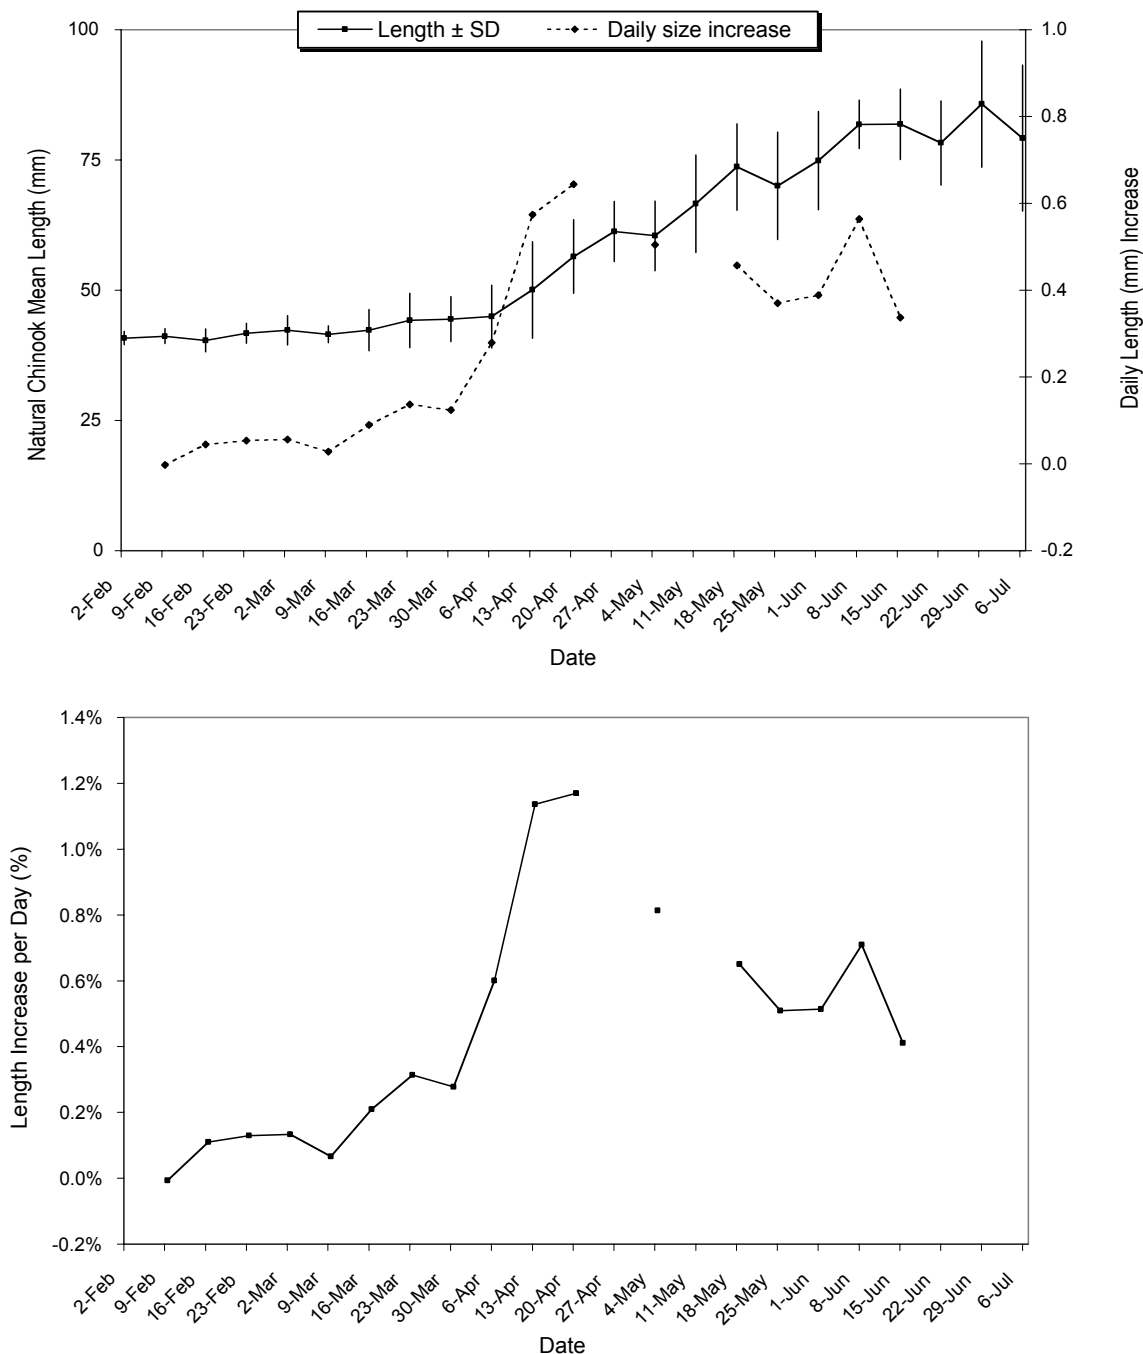 Length ± SD Daily size increase
Natural Chinook Mean Length (mm)
100
75
50
25
0
1.0
0.8
0.6
0.4
0.2
0.0
-0.2
Daily Length (mm) Increase
2-Feb
9-Feb
16-Feb
23-Feb
2-Mar
9-Mar
16-Mar
23-Mar
30-Mar
6-Apr
13-Apr
20-Apr
27-Apr
4-May
11-May
18-May
25-May
1-Jun
8-Jun
15-Jun
22-Jun
29-Jun
6-Jul
Date
Length Increase per Day (%)
1.4%
1.2%
1.0%
0.8%
0.6%
0.4%
0.2%
0.0%
-0.2%
2-Feb
9-Feb
16-Feb
23-Feb
2-Mar
9-Mar
16-Mar
23-Mar
30-Mar
6-Apr
13-Apr
20-Apr
27-Apr
4-May
11-May
18-May
25-May
1-Jun
8-Jun
15-Jun
22-Jun
29-Jun
6-Jul
Date